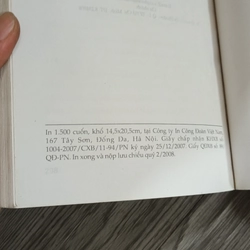 In 1.500 cuốn, khổ 14,5x20,5cm, tại Công ty In Công Đoàn Việt
167 Tây Sơn, Đống Đa, Hà Nội. Giấy chấp nhận KHXB số
1004-2007/CXB/11-94/PN ký ngày 25/12/2007. Giấy QĐXB số
QĐ-PN. In xong và nộp lưu chiểu quý 2/2008.